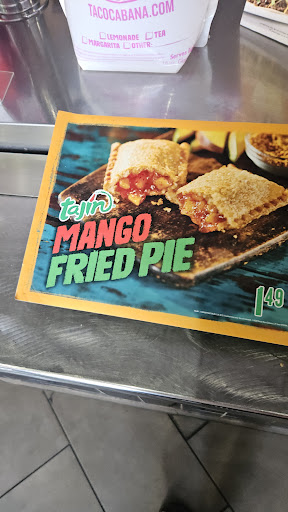 TACOCABANA.COM
LEMONADE TEA
MARGARITA OTHER:
Tajín
MANGO
FRIED PIE
1.49